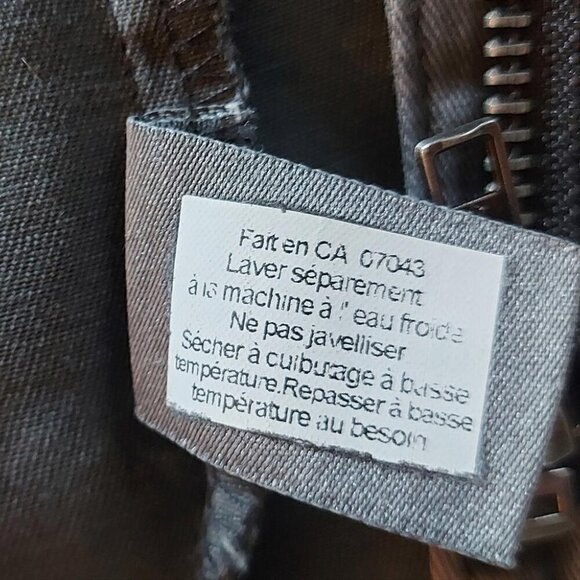 Fait en CA 07043
Laver séparement
à la machine à l'eau froide
Ne pas javelliser
Sécher à culbutage à basse
température.Repasser à basse
température au besoin